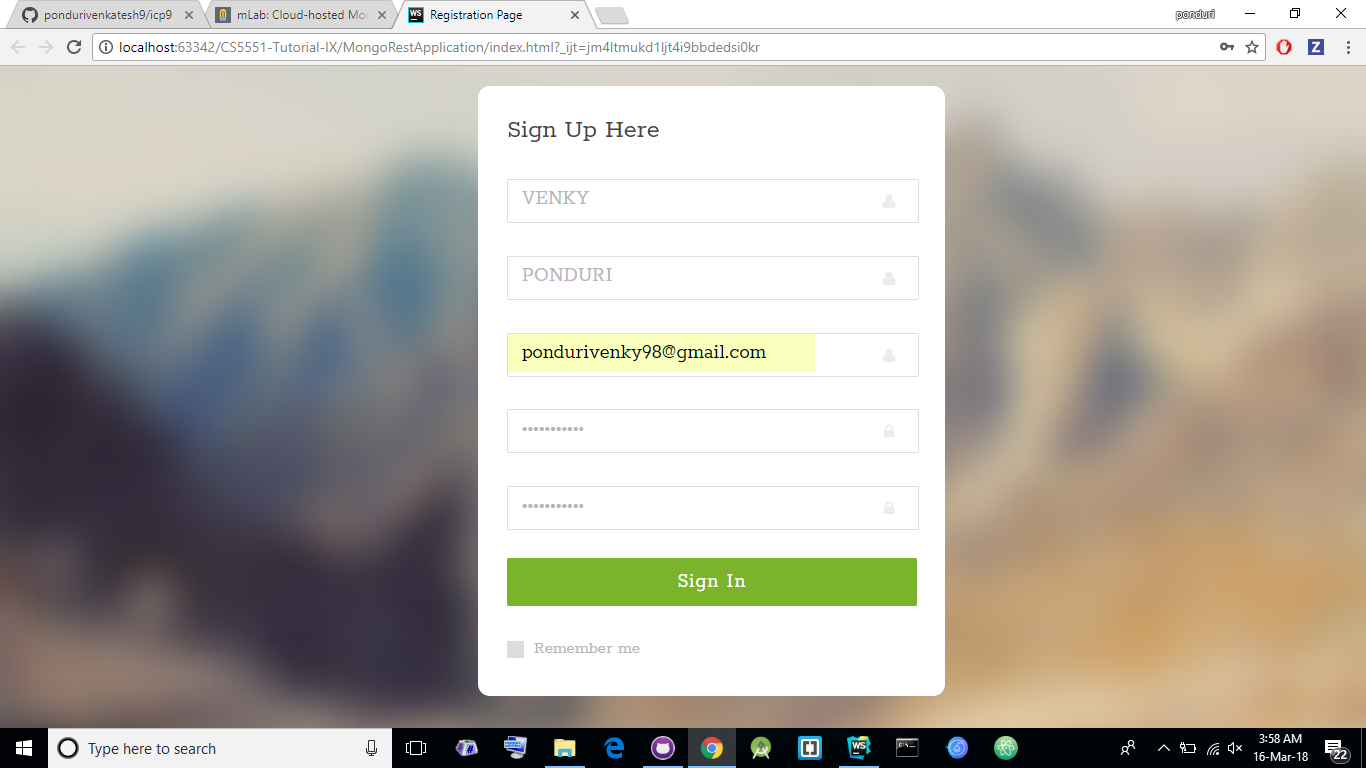 pondurivenkatesh9/icp9
mLab: Cloud-hosted Mo
Registration Page
ponduri
localhost:63342/CS5551-Tutorial-IX/MongoRestApplication/index.html?_ijt=jm4ltmukd1ljt4i9bbdedsi0kr
Z
Sign Up Here
VENKY
PONDURI
pondurivenky98@gmail.com
•••••••••••
•••••••••••
Sign In
Remember me
Type here to search
WS
3:58 AM
16-Mar-18
22